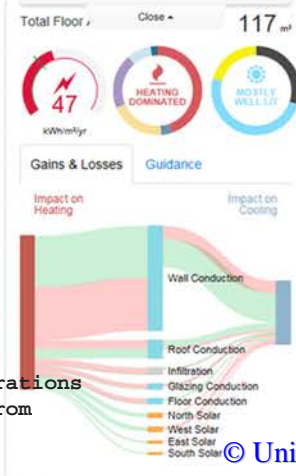 Total Floor
Close
117 m²
47
kWh/m²/yr
HEATING
DOMINATED
MOSTLY
WELL-LIT
Gains & Losses
Guidance
Impact on
Heating
Impact on
Cooling
Wall Conduction
Roof Conduction
Infiltration
Glazing Conduction
Floor Conduction
North Solar
West Solar
East Solar
South Solar
rations
rom
© Uni